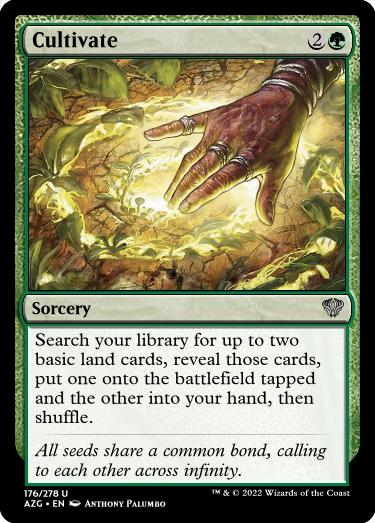 Cultivate 2
Sorcery
Search your library for up to two
basic land cards, reveal those cards,
put one onto the battlefield tapped
and the other into your hand, then
shuffle.
All seeds share a common bond, calling
to each other across infinity.
176/278 U
AZG • EN Anthony Palumbo
™ & © 2022 Wizards of the Coast